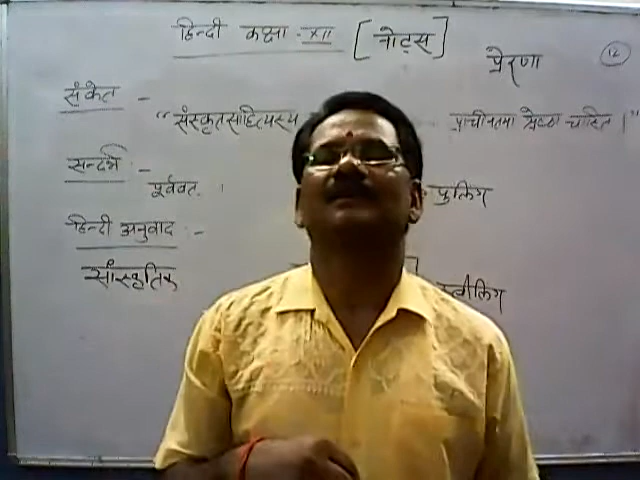 हिन्दी कक्षा - XII [नोट्स]
12
प्रेरणा
संकेत -
"संस्कृतसाहित्यस्य प्राचीनतमा श्रेष्ठा चास्ति।"
सन्दर्भ -
पूर्ववत् ।
पुलिंग
हिन्दी अनुवाद -
सांस्कृतिक
स्त्रीलिंग